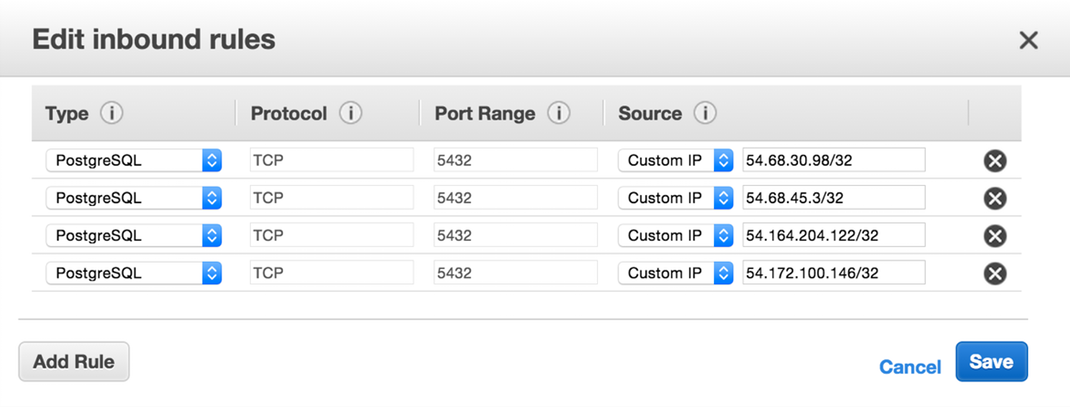 Edit inbound rules
Type Protocol Port Range Source
PostgreSQL TCP 5432 Custom IP 54.68.30.98/32
PostgreSQL TCP 5432 Custom IP 54.68.45.3/32
PostgreSQL TCP 5432 Custom IP 54.164.204.122/32
PostgreSQL TCP 5432 Custom IP 54.172.100.146/32
Add Rule Cancel Save